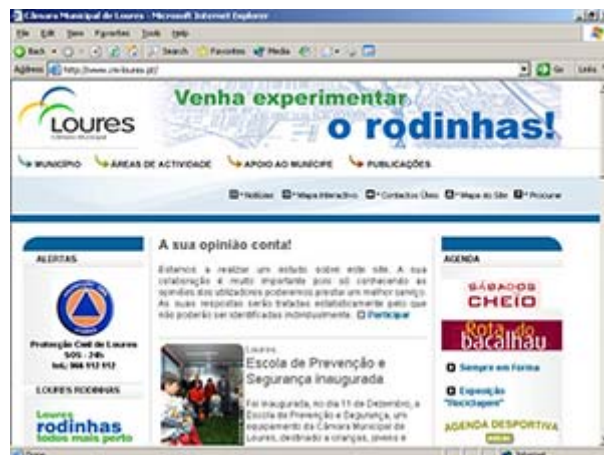 Câmara Municipal de Loures - Microsoft Internet Explorer
File Edit View Favorites Tools Help
Back Search Favorites Media
Address http://www.cm-loures.pt/ Go Links
LOURES
Câmara Municipal
Venha experimentar
o rodinhas!
MUNICÍPIO ÁREAS DE ACTIVIDADE APOIO AO MUNÍCIPE PUBLICAÇÕES
Notícias Mapa Interactivo Contactos Úteis Mapa do Site Procurar
ALERTAS
Protecção Civil de Loures
SOS - 24h
LOURES RODINHAS
Loures
rodinhas
todos mais perto
A sua opinião conta!
Estamos a realizar um estudo sobre este site. A sua
colaboração é muito importante pois só conhecendo as
opiniões dos utilizadores poderemos prestar um melhor serviço.
As suas respostas serão tratadas estatisticamente pelo que
não poderão ser identificadas individualmente. Participar
Loures
Escola de Prevenção e
Segurança inaugurada
Foi inaugurada, no dia 11 de Dezembro, a
Escola de Prevenção e Segurança, um
equipamento da Câmara Municipal de
Loures, destinado a crianças, jovens e
AGENDA
SÁBADOS
CHEIO
Rota do
bacalhau
Sempre em Forma
Exposição
"Reciclagem"
AGENDA DESPORTIVA
Internet